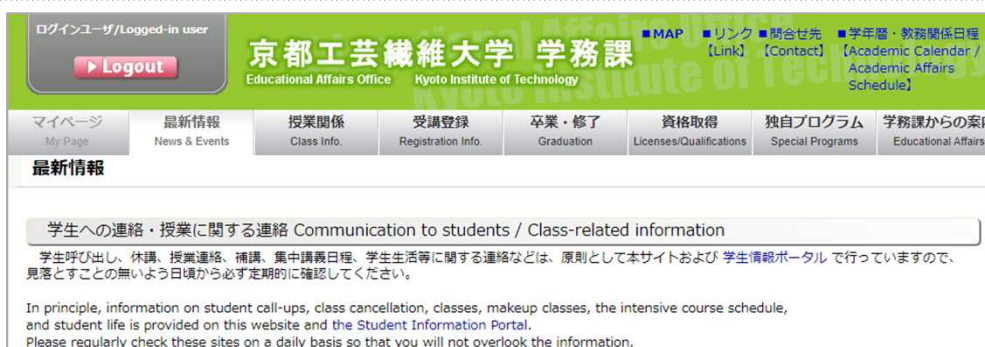 ログインユーザ/Logged-in user
Logout
京都工芸繊維大学 学務課
Educational Affairs Office Kyoto Institute of Technology
■MAP ■リンク【Link】 ■問合せ先【Contact】 ■学年暦・教務関係日程【Academic Calendar / Academic Affairs Schedule】
マイページ 最新情報 授業関係 受講登録 卒業・修了 資格取得 独自プログラム 学務課からの案内
My Page News & Events Class Info. Registration Info. Graduation Licenses/Qualifications Special Programs Educational Affairs
最新情報
学生への連絡・授業に関する連絡 Communication to students / Class-related information
学生呼び出し、休講、授業連絡、補講、集中講義日程、学生生活等に関する連絡などは、原則として本サイトおよび 学生情報ポータル で行っていますので、
見落とすことの無いよう日頃から必ず定期的に確認してください。
In principle, information on student call-ups, class cancellation, classes, makeup classes, the intensive course schedule,
and student life is provided on this website and the Student Information Portal.
Please regularly check these sites on a daily basis so that you will not overlook the information.